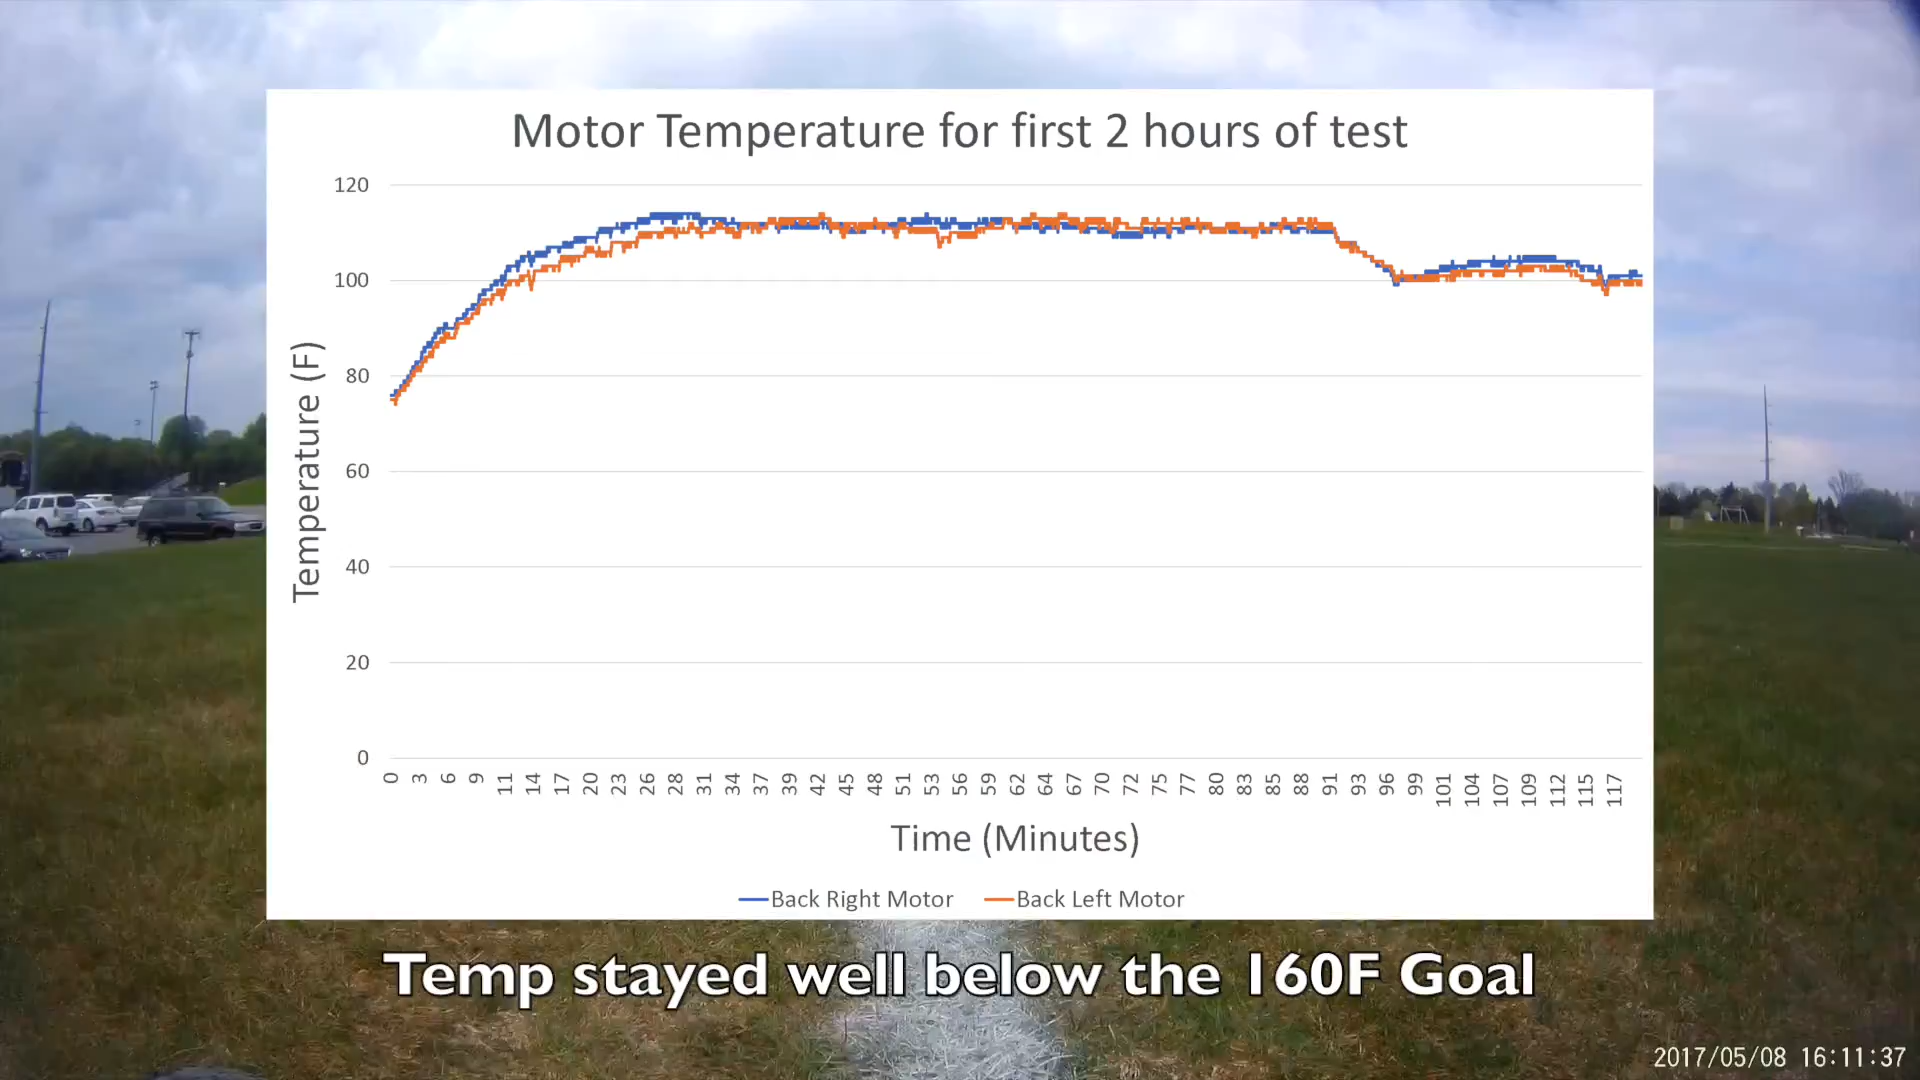 Motor Temperature for first 2 hours of test
120
100
80
60
40
20
0
Temperature (F)
0 3 6 9 11 14 17 20 23 26 28 31 34 37 39 42 45 48 51 53 56 59 62 64 67 70 72 75 77 80 83 85 88 91 93 96 99 101 104 107 109 112 115 117
Time (Minutes)
Back Right Motor Back Left Motor
Temp stayed well below the 160F Goal
2017/05/08 16:11:37